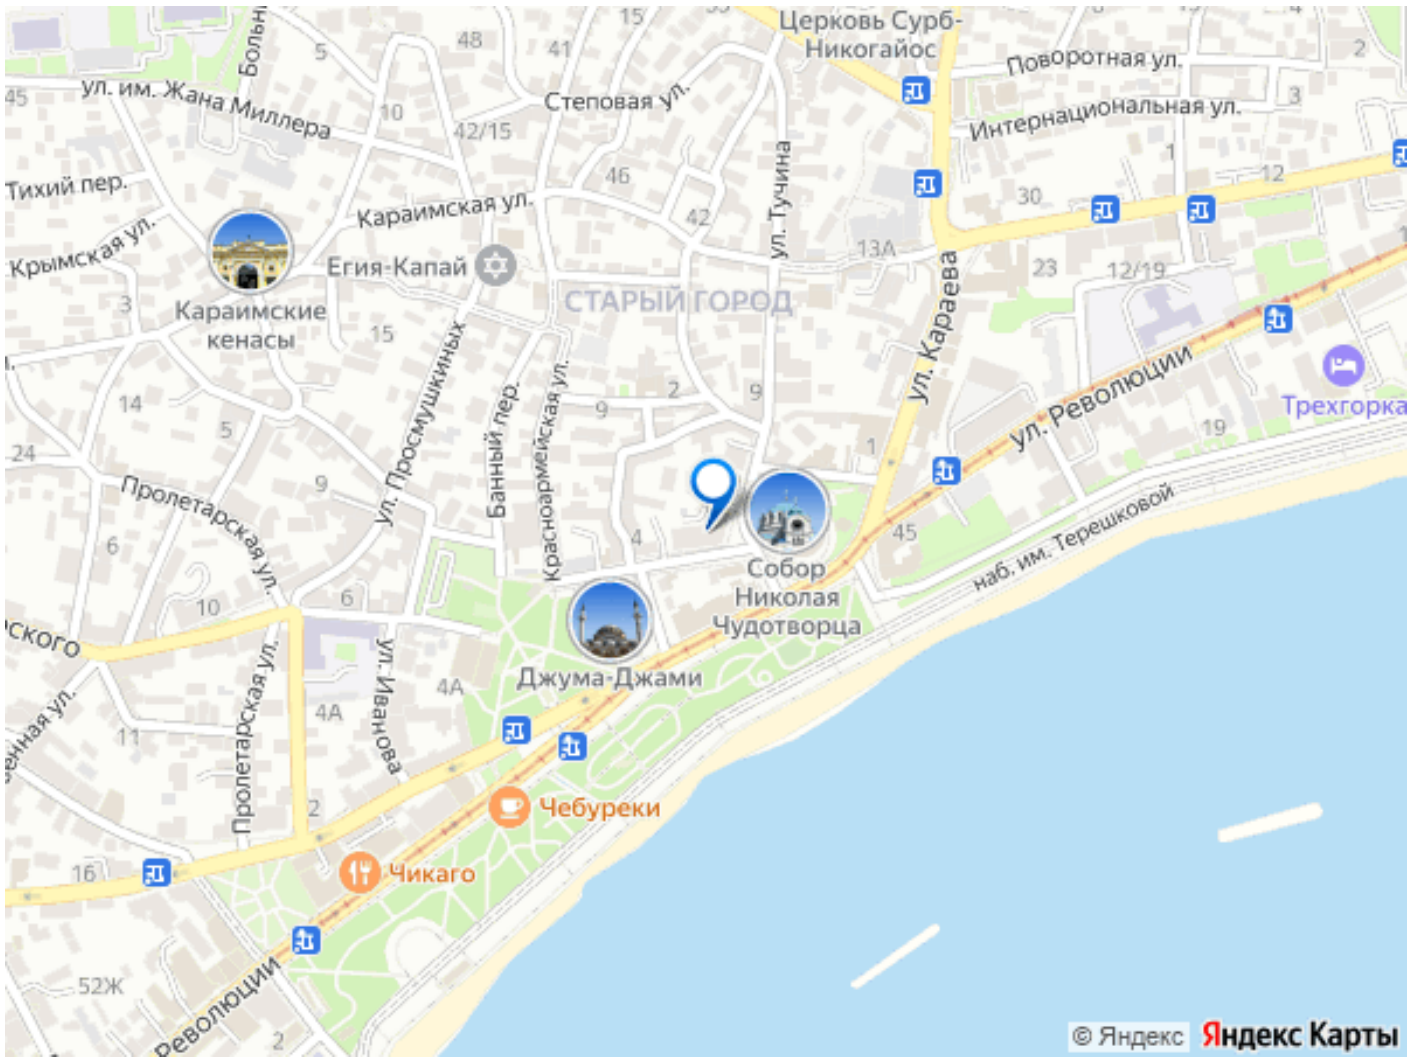 Церковь Сурб-
Никогайос
15
48
41
5
Поворотная ул.
2
45
ул. им. Жана Миллера
10
Степовая ул.
3
42/15
Интернациональная ул.
1
Тихий пер.
46
ул. Тучина
12
30
Караимская ул.
42
Крымская ул.
13А
Егия-Капай
23
12/19
3
Караимские
кенасы
СТАРЫЙ ГОРОД
15
ул. Просмушкиных
ул. Караева
ул. Революции
Красноармейская ул.
Банный пер.
2
9
9
14
5
Трехгорка
1
19
24
Пролетарская ул.
9
6
4
45
наб. им. Терешковой
Собор
Николая
Чудотворца
10
6
рского
ул. Иванова
Пролетарская ул.
Джума-Джами
4А
4А
11
2
Чебуреки
16
Чикаго
52Ж
Революции
2
© Яндекс Яндекс Карты